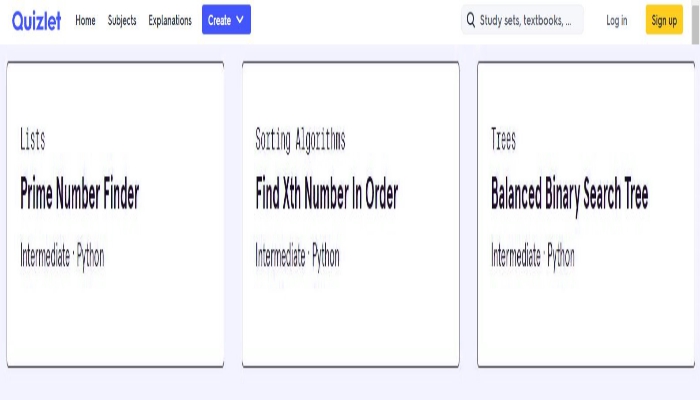 Quizlet Home Subjects Explanations Create Study sets, textbooks, ... Log in Sign up
Lists
Prime Number Finder
Intermediate · Python
Sorting Algorithms
Find Xth Number In Order
Intermediate · Python
Trees
Balanced Binary Search Tree
Intermediate · Python